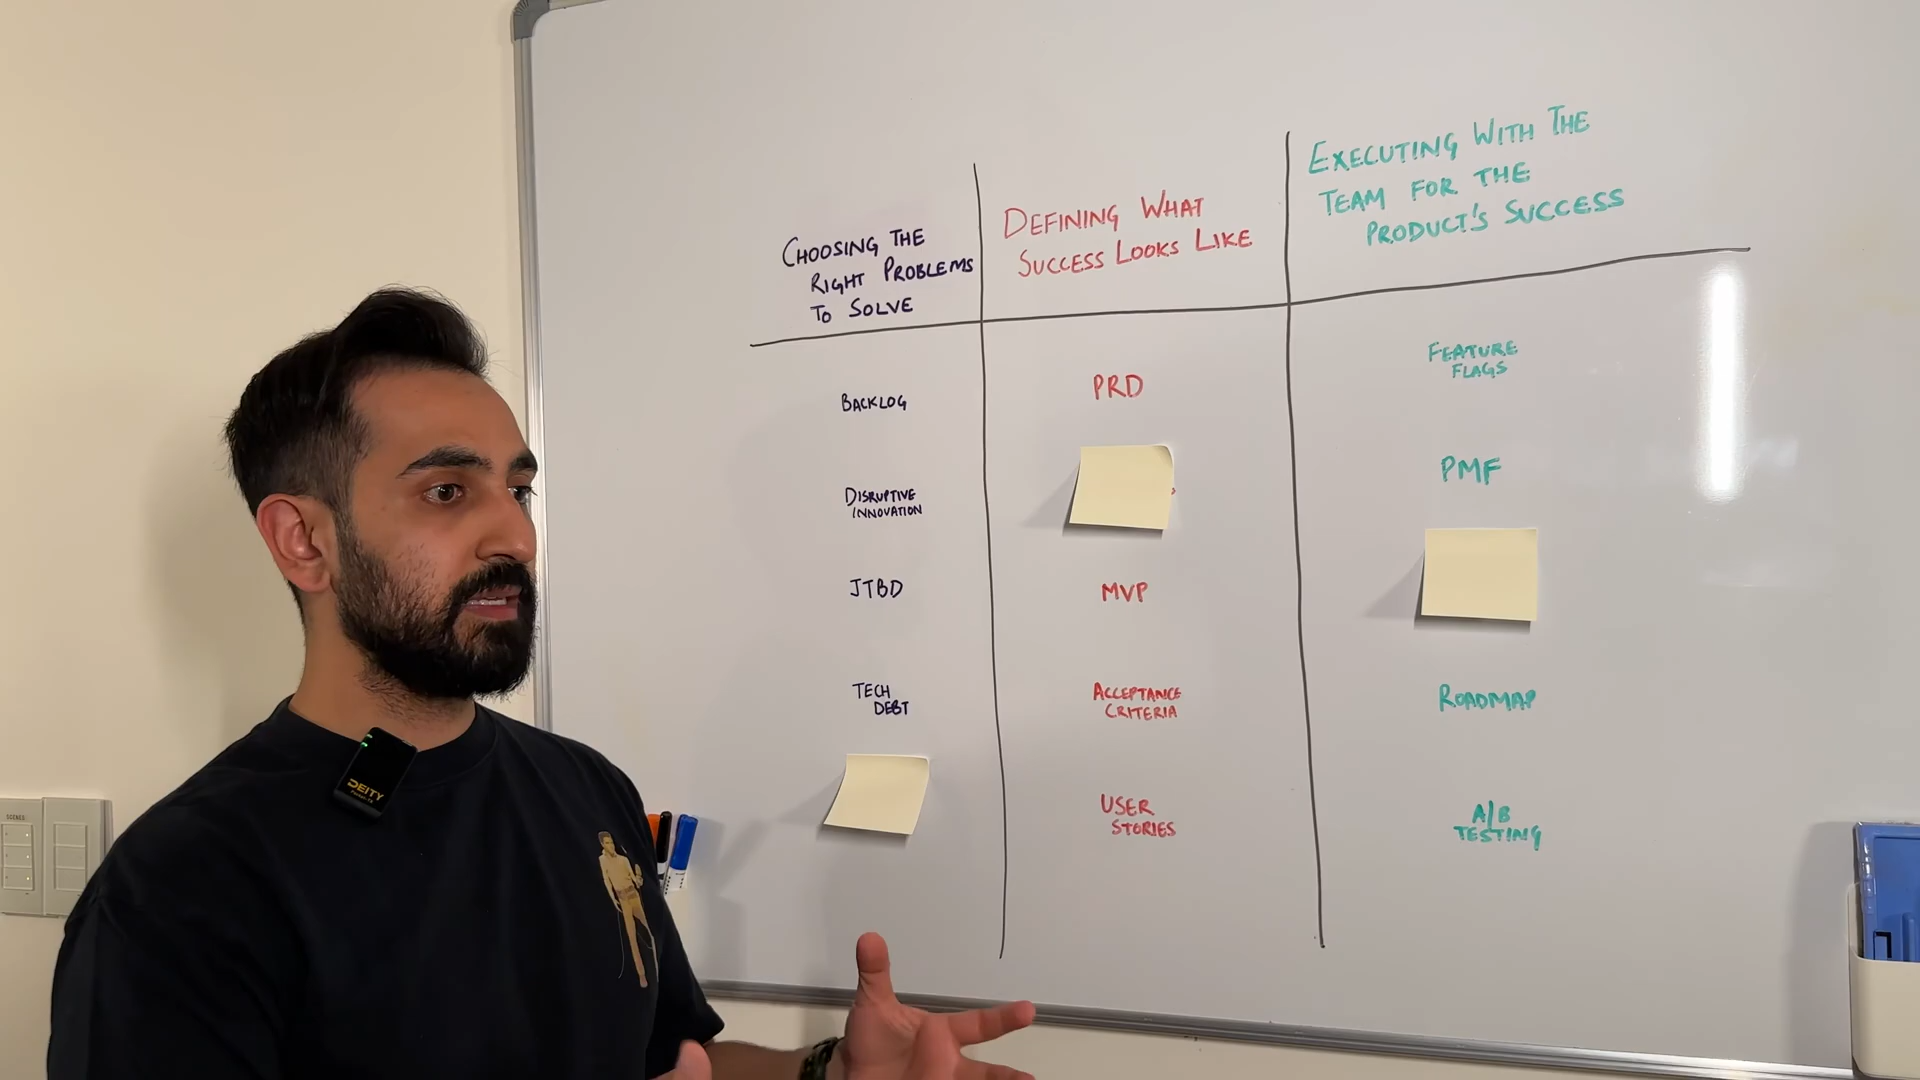 CHOOSING THE
RIGHT PROBLEMS
TO SOLVE
DEFINING WHAT
SUCCESS LOOKS LIKE
EXECUTING WITH THE
TEAM FOR THE
PRODUCT'S SUCCESS
BACKLOG
DISRUPTIVE
INNOVATION
JTBD
TECH
DEBT
PRD
MVP
ACCEPTANCE
CRITERIA
USER
STORIES
FEATURE
FLAGS
PMF
ROADMAP
A/B
TESTING
DEITY
SCENES